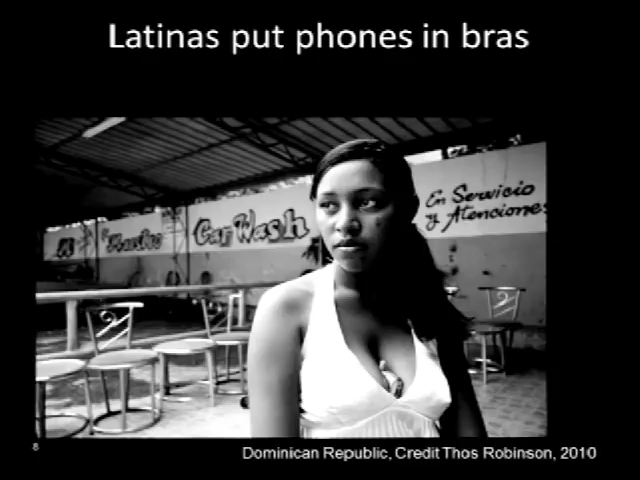 Latinas put phones in bras
Car Wash
En Servicio
y Atenciones
8
Dominican Republic, Credit Thos Robinson, 2010